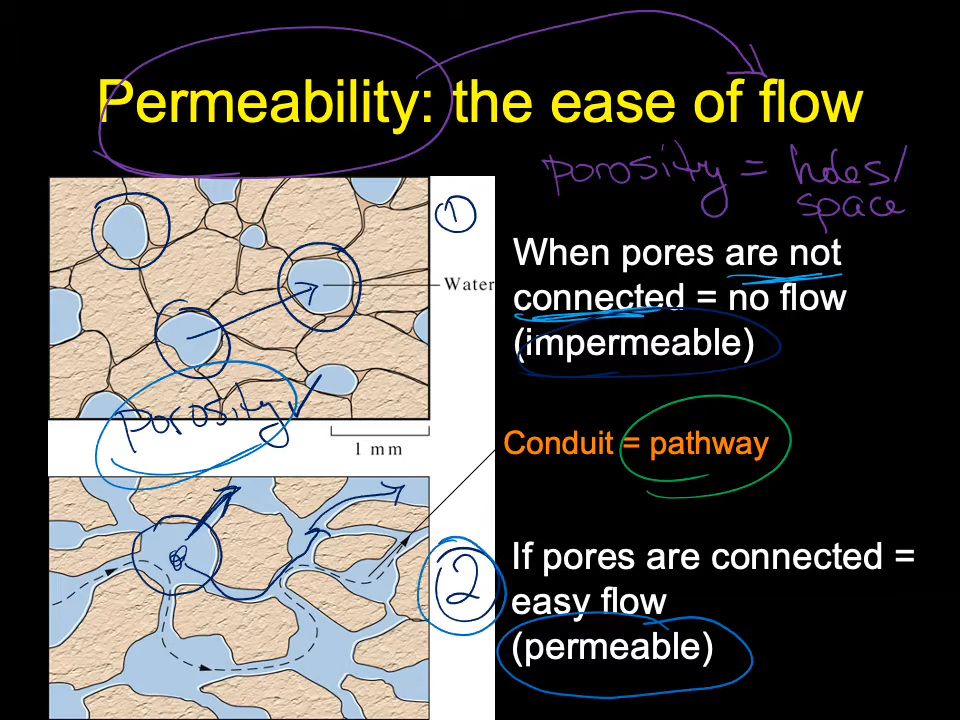 Permeability: the ease of flow
porosity = holes/
space
①
When pores are not
connected = no flow
(impermeable)
Water
porosity ✓
1 mm
Conduit = pathway
②
If pores are connected =
easy flow
(permeable)